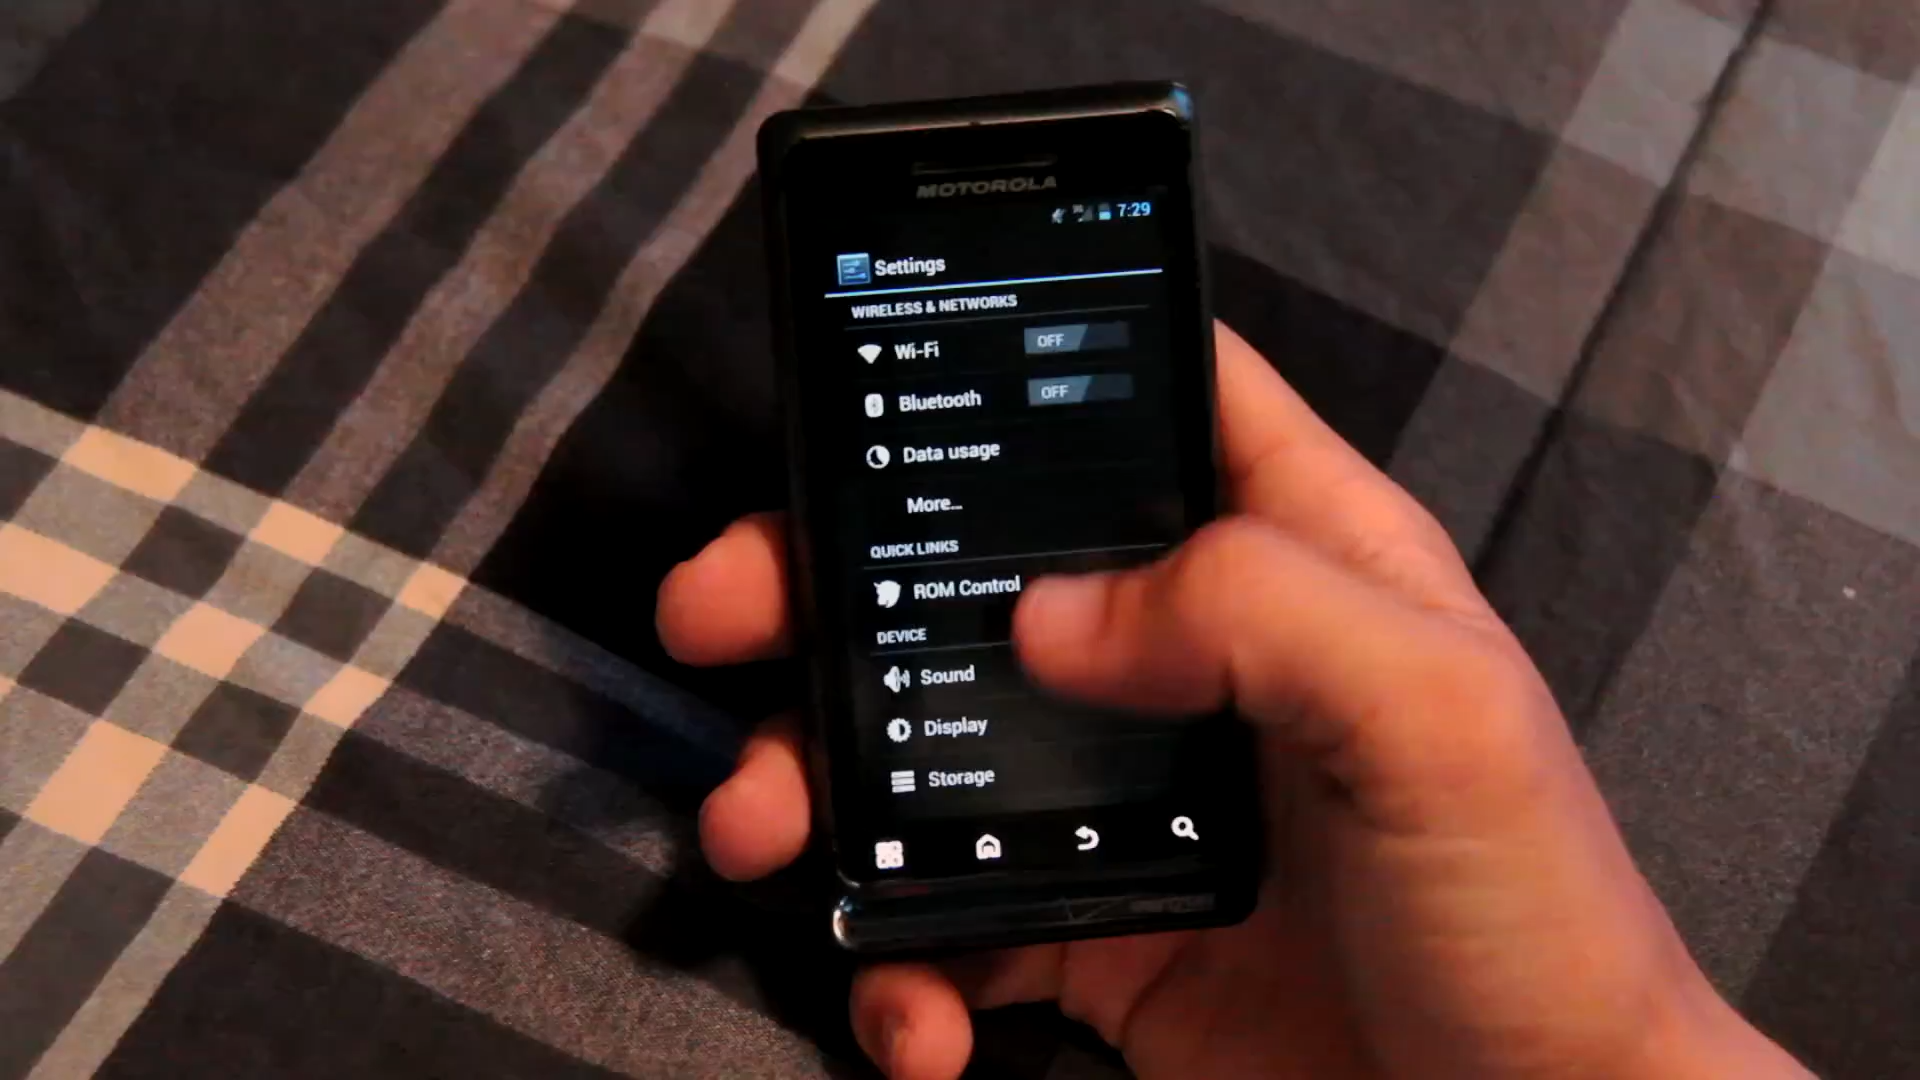 MOTOROLA
7:29
Settings
WIRELESS & NETWORKS
Wi-Fi
OFF
Bluetooth
OFF
Data usage
More...
QUICK LINKS
ROM Control
DEVICE
Sound
Display
Storage